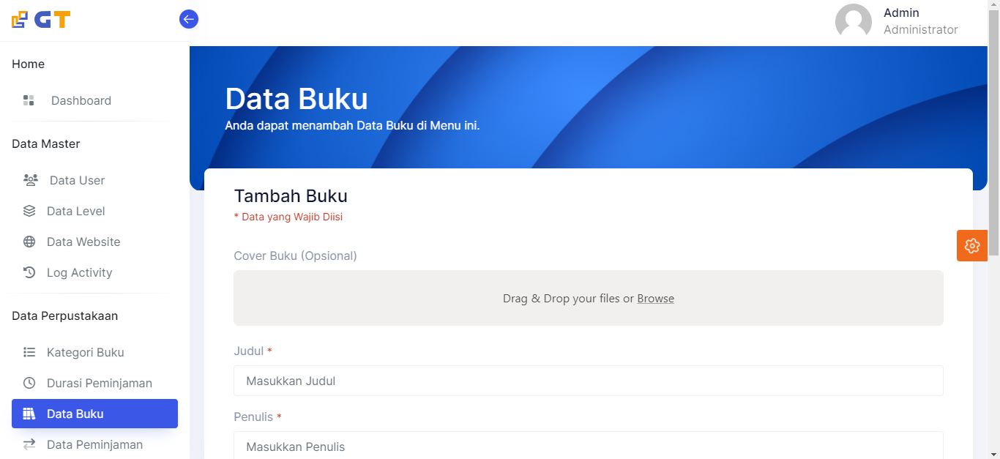 GT
Admin
Administrator
Home
Dashboard
Data Master
Data User
Data Level
Data Website
Log Activity
Data Perpustakaan
Kategori Buku
Durasi Peminjaman
Data Buku
Data Peminjaman
Data Buku
Anda dapat menambah Data Buku di Menu ini.
Tambah Buku
* Data yang Wajib Diisi
Cover Buku (Opsional)
Drag & Drop your files or Browse
Judul *
Masukkan Judul
Penulis *
Masukkan Penulis